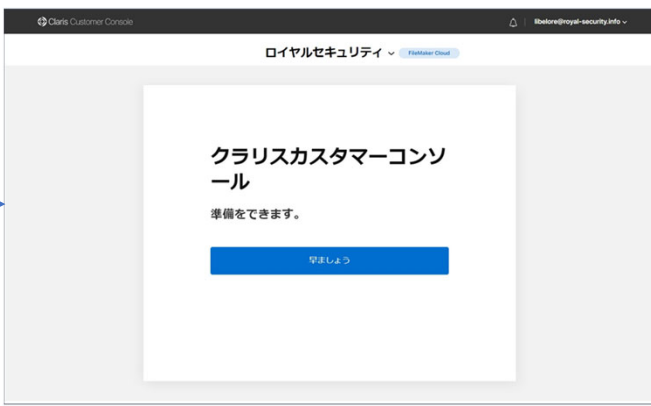 Claris Customer Console
libelore@royal-security.info
ロイヤルセキュリティ FileMaker Cloud
クラリスカスタマーコンソ
ール
準備をできます。
早ましょう